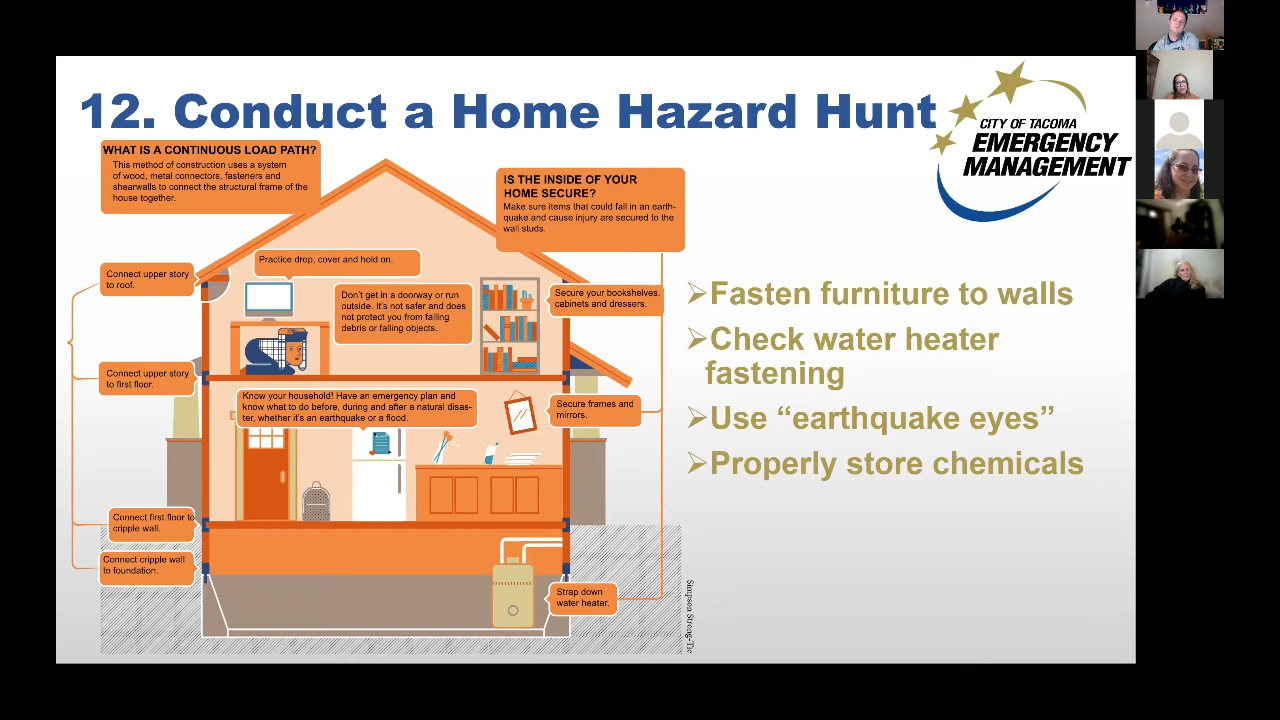 12. Conduct a Home Hazard Hunt
CITY OF TACOMA
EMERGENCY
MANAGEMENT
WHAT IS A CONTINUOUS LOAD PATH?
This method of construction uses a system
of wood, metal connectors, fasteners and
shearwalls to connect the structural frame of the
house together.
IS THE INSIDE OF YOUR
HOME SECURE?
Make sure items that could fall in an earth-
quake and cause injury are secured to the
wall studs.
Practice drop, cover and hold on.
Connect upper story
to roof.
Don't get in a doorway or run
outside. It's not safer and does
not protect you from falling
debris or falling objects.
Secure your bookshelves,
cabinets and dressers.
Connect upper story
to first floor.
Know your household! Have an emergency plan and
know what to do before, during and after a natural disas-
ter, whether it's an earthquake or a flood.
Secure frames and
mirrors.
Connect first floor to
cripple wall.
Connect cripple wall
to foundation.
Strap down
water heater.
Simpson Strong-Tie
➢Fasten furniture to walls
➢Check water heater
fastening
➢Use “earthquake eyes”
➢Properly store chemicals